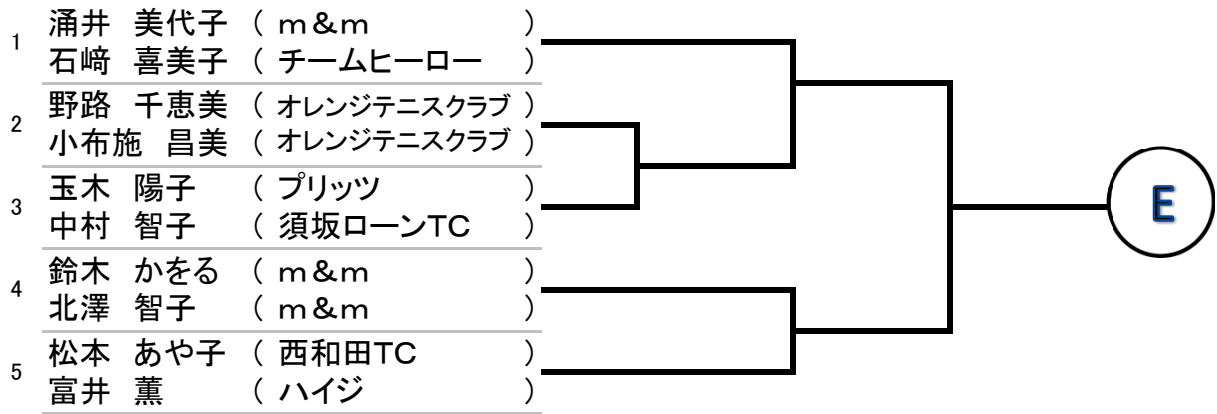 1
涌井 美代子 ( m&m )
石﨑 喜美子 ( チームヒーロー )
2
野路 千恵美 ( オレンジテニスクラブ )
小布施 昌美 ( オレンジテニスクラブ )
3
玉木 陽子 ( プリッツ )
中村 智子 ( 須坂ローンTC )
4
鈴木 かをる ( m&m )
北澤 智子 ( m&m )
5
松本 あや子 ( 西和田TC )
富井 薫 ( ハイジ )
E